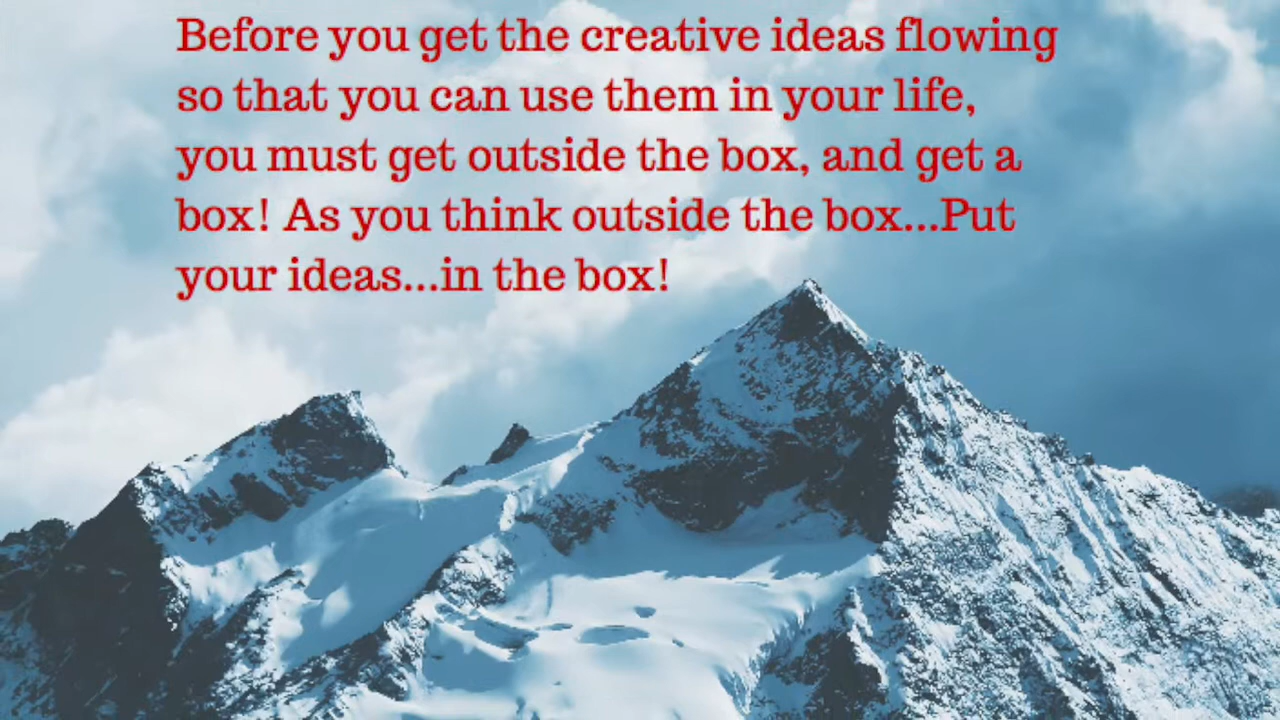 Before you get the creative ideas flowing
so that you can use them in your life,
you must get outside the box, and get a
box! As you think outside the box...Put
your ideas...in the box!